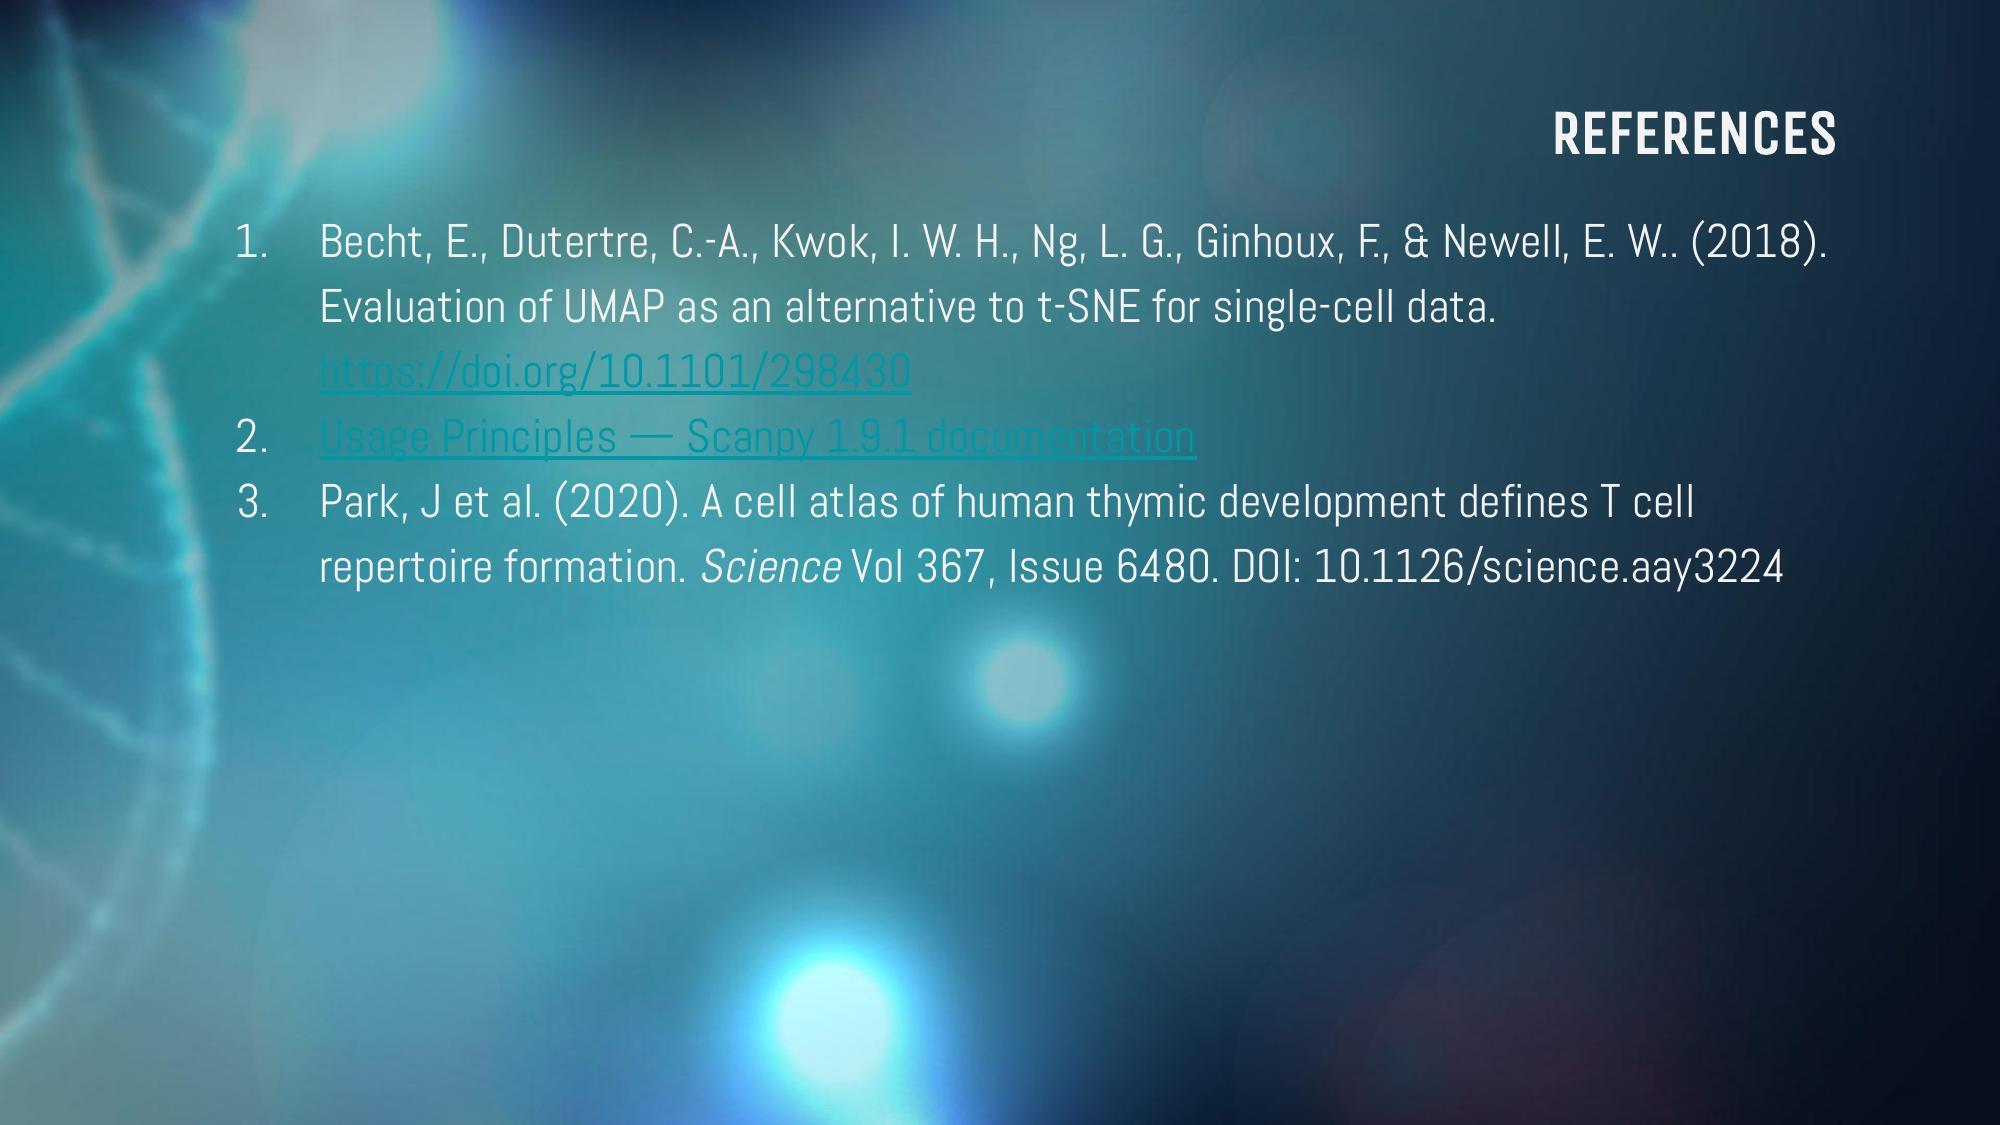 REFERENCES
1. Becht, E., Dutertre, C.-A., Kwok, I. W. H., Ng, L. G., Ginhoux, F., & Newell, E. W.. (2018).
Evaluation of UMAP as an alternative to t-SNE for single-cell data.
https://doi.org/10.1101/298430
2. Usage Principles — Scanpy 1.9.1 documentation
3. Park, J et al. (2020). A cell atlas of human thymic development defines T cell
repertoire formation. Science Vol 367, Issue 6480. DOI: 10.1126/science.aay3224